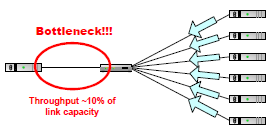 Bottleneck!!!
Throughput ~10% of
link capacity